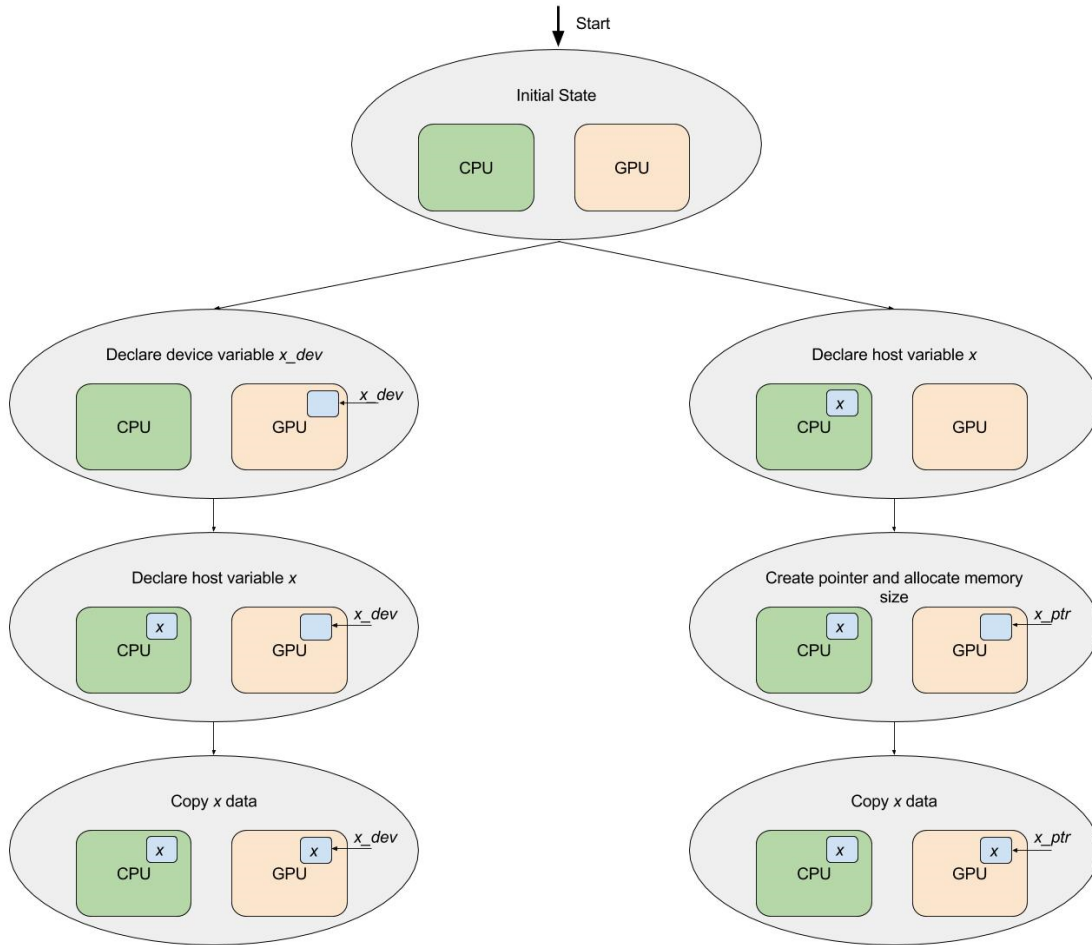 Start
Initial State
CPU
GPU
Declare device variable x_dev
CPU
GPU
x_dev
Declare host variable x
x
CPU
GPU
Declare host variable x
x
CPU
GPU
x_dev
Create pointer and allocate memory
size
x
CPU
GPU
x_ptr
Copy x data
x
CPU
x
GPU
x_dev
Copy x data
x
CPU
x
GPU
x_ptr